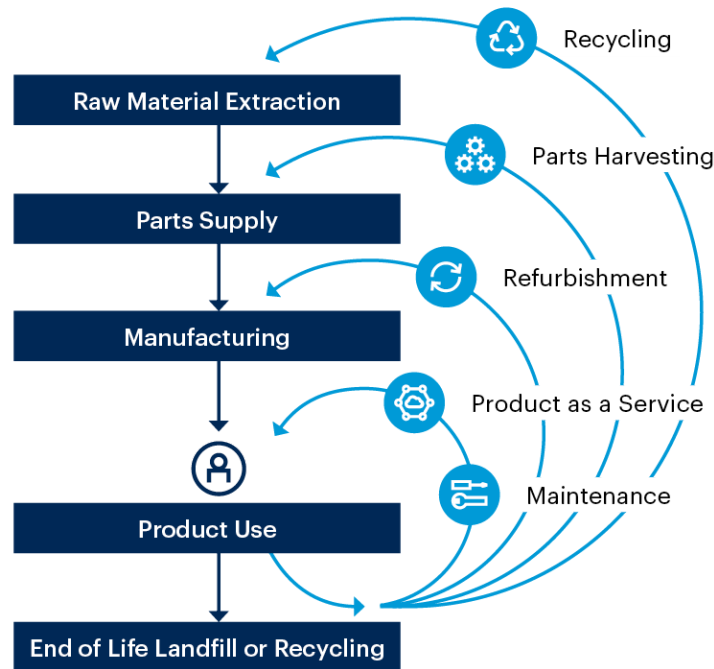 Recycling
Raw Material Extraction
Parts Harvesting
Parts Supply
Refurbishment
Manufacturing
Product as a Service
Maintenance
Product Use
End of Life Landfill or Recycling